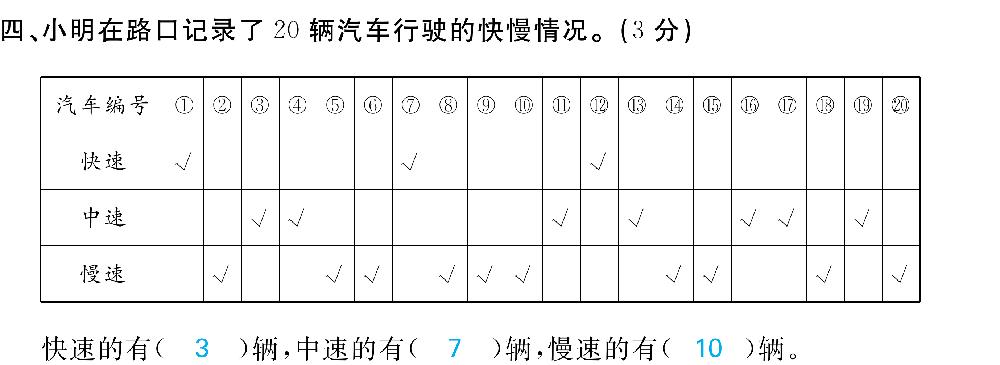 四、小明在路口记录了 20 辆汽车行驶的快慢情况。(3 分)
汽车编号 ① ② ③ ④ ⑤ ⑥ ⑦ ⑧ ⑨ ⑩ ⑪ ⑫ ⑬ ⑭ ⑮ ⑯ ⑰ ⑱ ⑲ ⑳
快速 √ √ √
中速 √ √ √ √ √ √ √
慢速 √ √ √ √ √ √ √ √ √ √
快速的有( 3 )辆,中速的有( 7 )辆,慢速的有( 10 )辆。